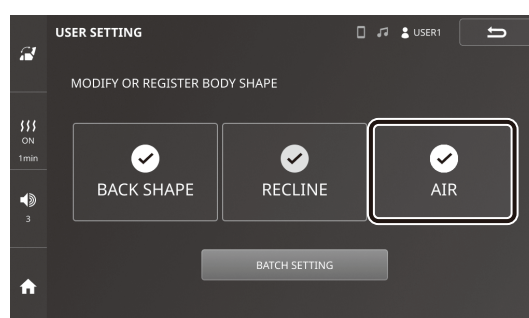 USER SETTING
USER1
MODIFY OR REGISTER BODY SHAPE
ON
1min
3
BACK SHAPE
RECLINE
AIR
BATCH SETTING